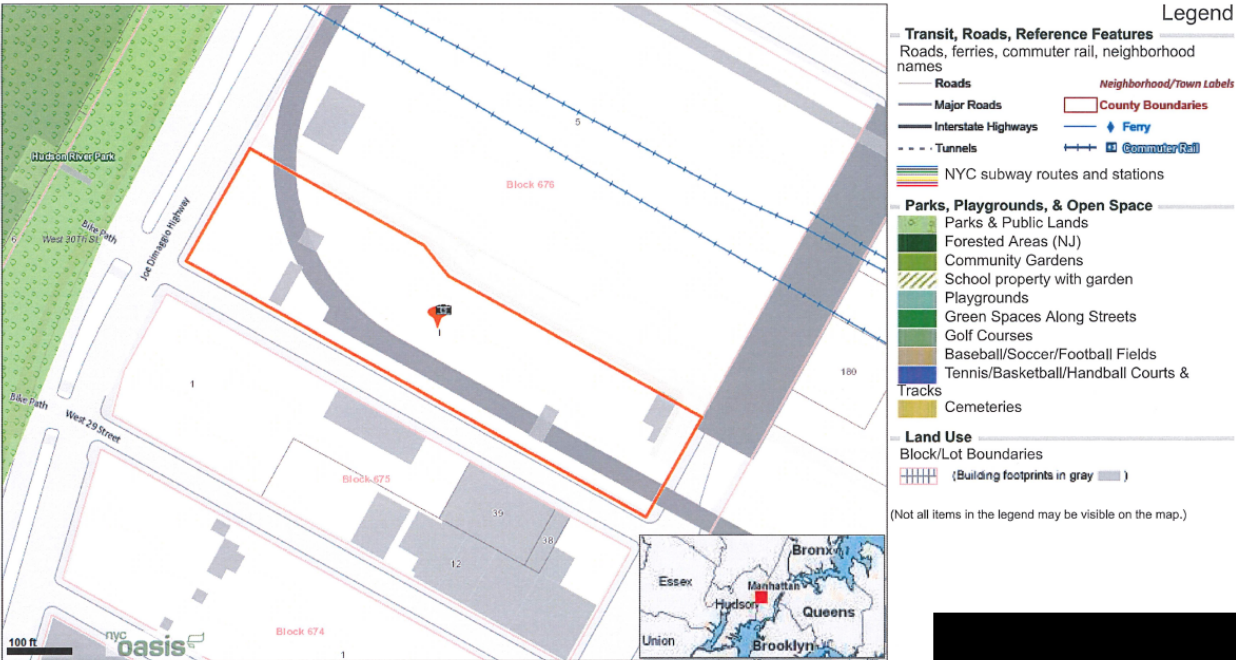 Hudson River Park
Bike Path
West 30Th St
6
Joe Dimaggio Highway
5
Block 676
1
180
1
Bike Path
West 29 Street
Block 675
39
38
12
Block 674
1
100 ft
nyc
oasis
Bronx
Essex
Manhattan
Hudson
Queens
Union
Brooklyn
Legend
Transit, Roads, Reference Features
Roads, ferries, commuter rail, neighborhood
names
Roads
Neighborhood/Town Labels
Major Roads
County Boundaries
Interstate Highways
Ferry
Tunnels
Commuter Rail
NYC subway routes and stations
Parks, Playgrounds, & Open Space
Parks & Public Lands
Forested Areas (NJ)
Community Gardens
School property with garden
Playgrounds
Green Spaces Along Streets
Golf Courses
Baseball/Soccer/Football Fields
Tennis/Basketball/Handball Courts &
Tracks
Cemeteries
Land Use
Block/Lot Boundaries
(Building footprints in gray )
(Not all items in the legend may be visible on the map.)